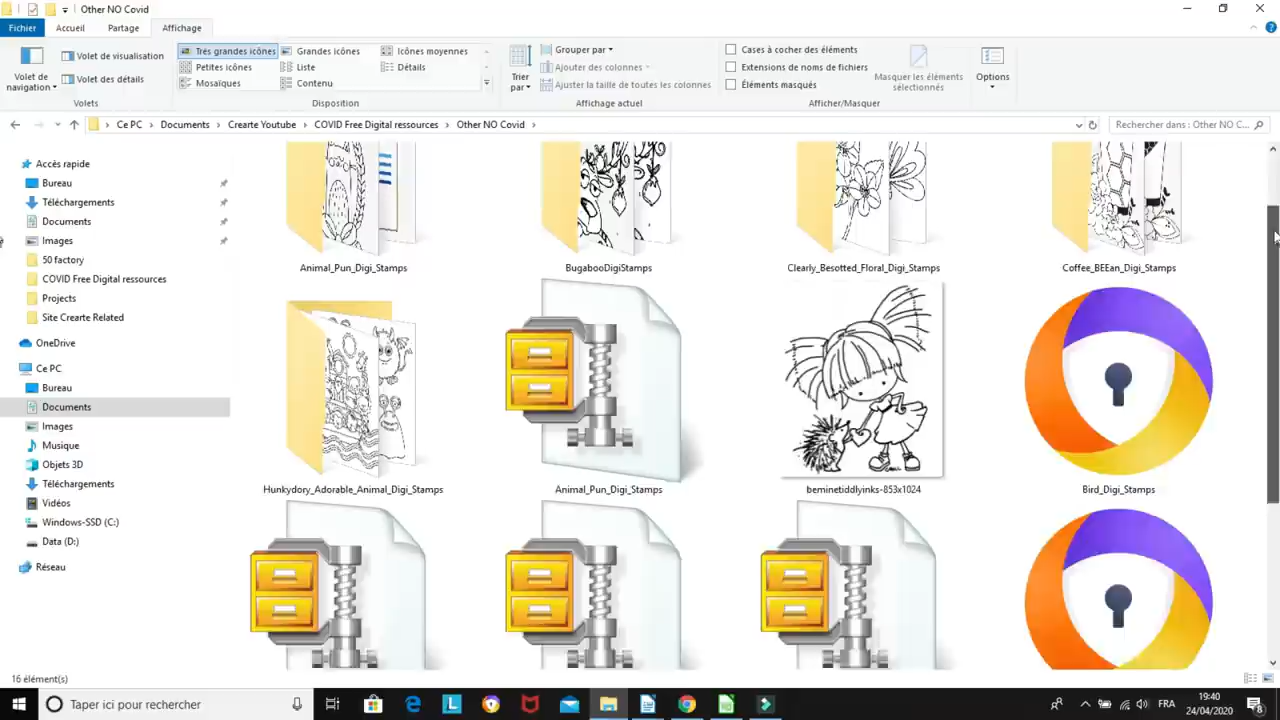 Other NO Covid
Fichier Accueil Partage Affichage
Volet de navigation
Volet de visualisation
Volet des détails
Volets
Très grandes icônes Grandes icônes Icônes moyennes
Petites icônes Liste Détails
Mosaïques Contenu
Disposition
Trier par
Grouper par
Ajouter des colonnes
Ajuster la taille de toutes les colonnes
Affichage actuel
Cases à cocher des éléments
Extensions de noms de fichiers
Éléments masqués
Masquer les éléments sélectionnés
Afficher/Masquer
Options
Ce PC Documents Crearte Youtube COVID Free Digital ressources Other NO Covid
Rechercher dans : Other NO C...
Accès rapide
Bureau
Téléchargements
Documents
Images
50 factory
COVID Free Digital ressources
Projects
Site Crearte Related
OneDrive
Ce PC
Bureau
Documents
Images
Musique
Objets 3D
Téléchargements
Vidéos
Windows-SSD (C:)
Data (D:)
Réseau
Animal_Pun_Digi_Stamps
BugabooDigiStamps
Clearly_Besotted_Floral_Digi_Stamps
Coffee_BEEan_Digi_Stamps
Hunkydory_Adorable_Animal_Digi_Stamps
Animal_Pun_Digi_Stamps
beminetiddlyinks-853x1024
Bird_Digi_Stamps
16 élément(s)
Taper ici pour rechercher
FRA
19:40
24/04/2020
8